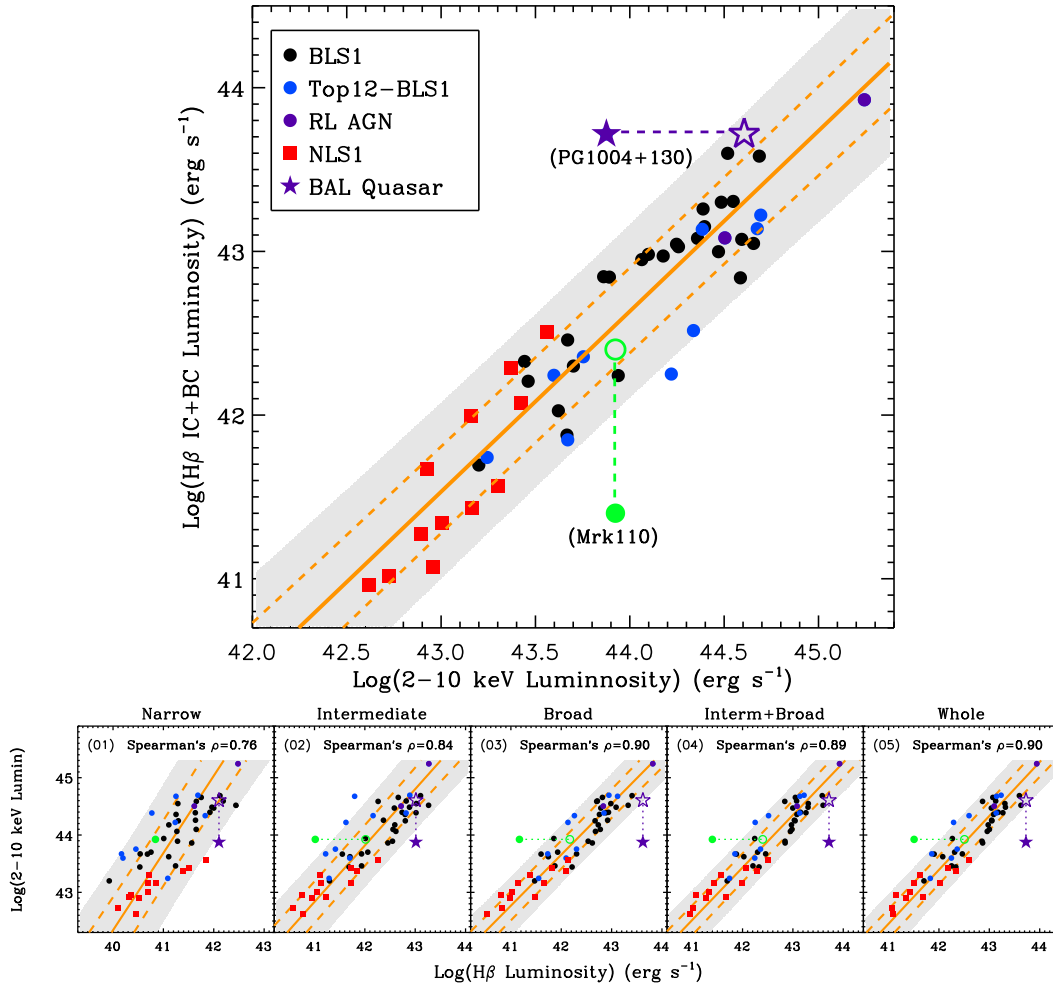 44
43
42
41
Log(Hβ IC+BC Luminosity) (erg s⁻¹)
BLS1
Top12−BLS1
RL AGN
NLS1
BAL Quasar
(PG1004+130)
(Mrk110)
42.0 42.5 43.0 43.5 44.0 44.5 45.0
Log(2−10 keV Luminnosity) (erg s⁻¹)
Narrow Intermediate Broad Interm+Broad Whole
(01) Spearman's ρ=0.76 (02) Spearman's ρ=0.84 (03) Spearman's ρ=0.90 (04) Spearman's ρ=0.89 (05) Spearman's ρ=0.90
45
44
43
Log(2−10 keV Lumin)
40 41 42 43 41 42 43 44 41 42 43 44 41 42 43 44 41 42 43 44
Log(Hβ Luminosity) (erg s⁻¹)